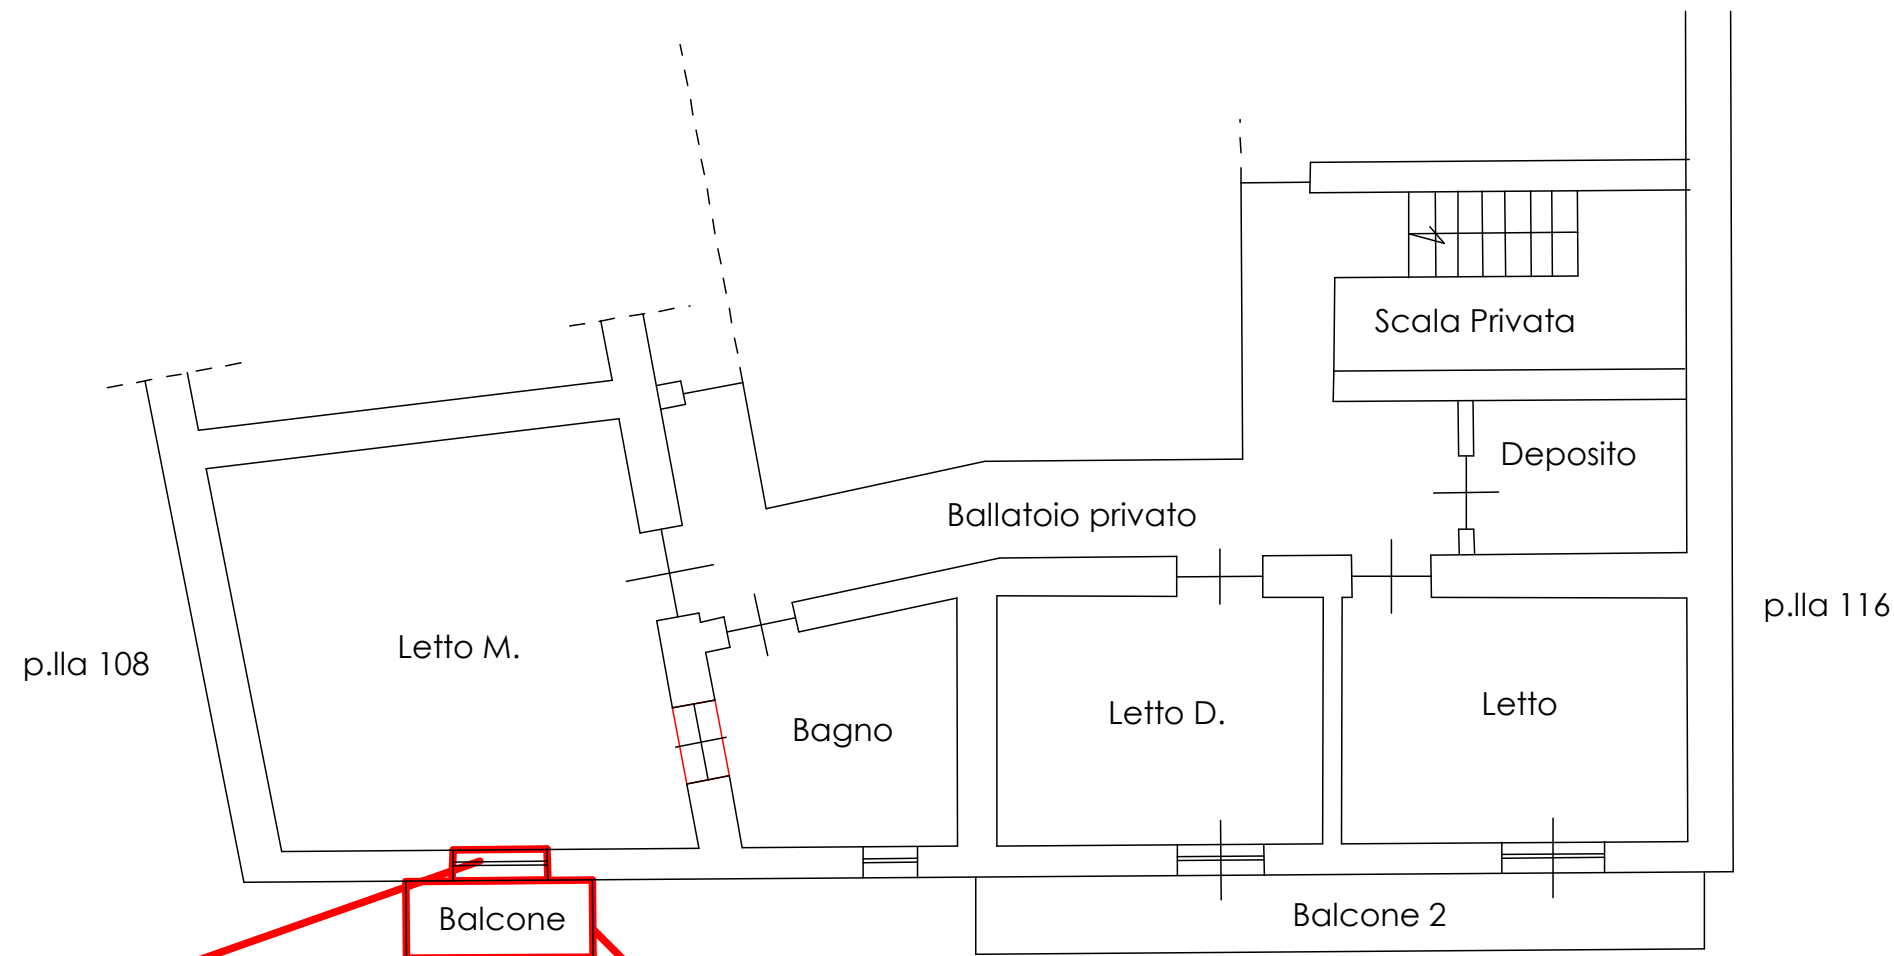 Scala Privata
Deposito
Ballatoio privato
p.lla 116
Letto M.
p.lla 108
Letto
Letto D.
Bagno
Balcone
Balcone 2